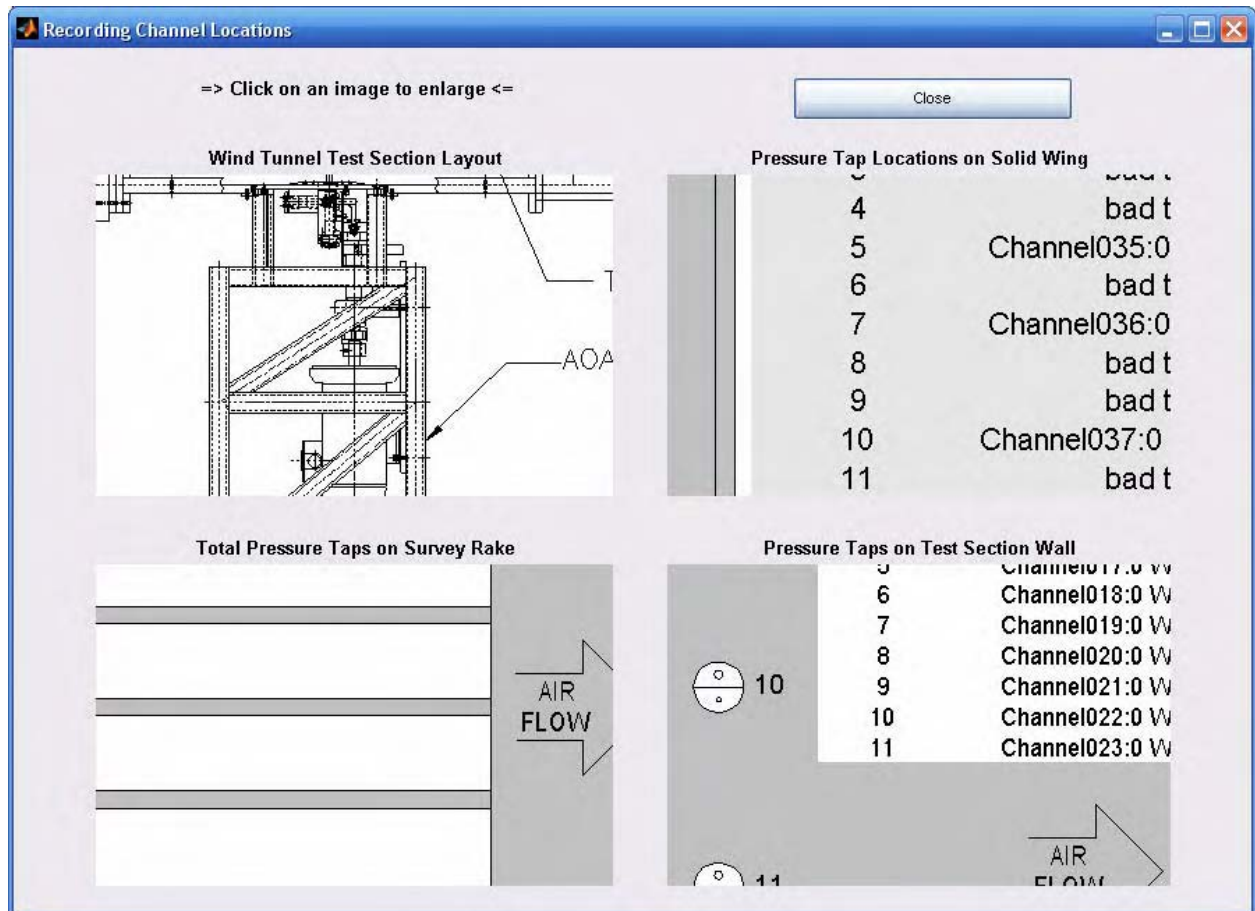 Recording Channel Locations
=> Click on an image to enlarge <=
Close
Wind Tunnel Test Section Layout
AOA
Pressure Tap Locations on Solid Wing
4 bad t
5 Channel035:0
6 bad t
7 Channel036:0
8 bad t
9 bad t
10 Channel037:0
11 bad t
Total Pressure Taps on Survey Rake
AIR
FLOW
Pressure Taps on Test Section Wall
5 Channel017:0 W
6 Channel018:0 W
7 Channel019:0 W
8 Channel020:0 W
9 Channel021:0 W
10 Channel022:0 W
11 Channel023:0 W
10
11
AIR
FLOW